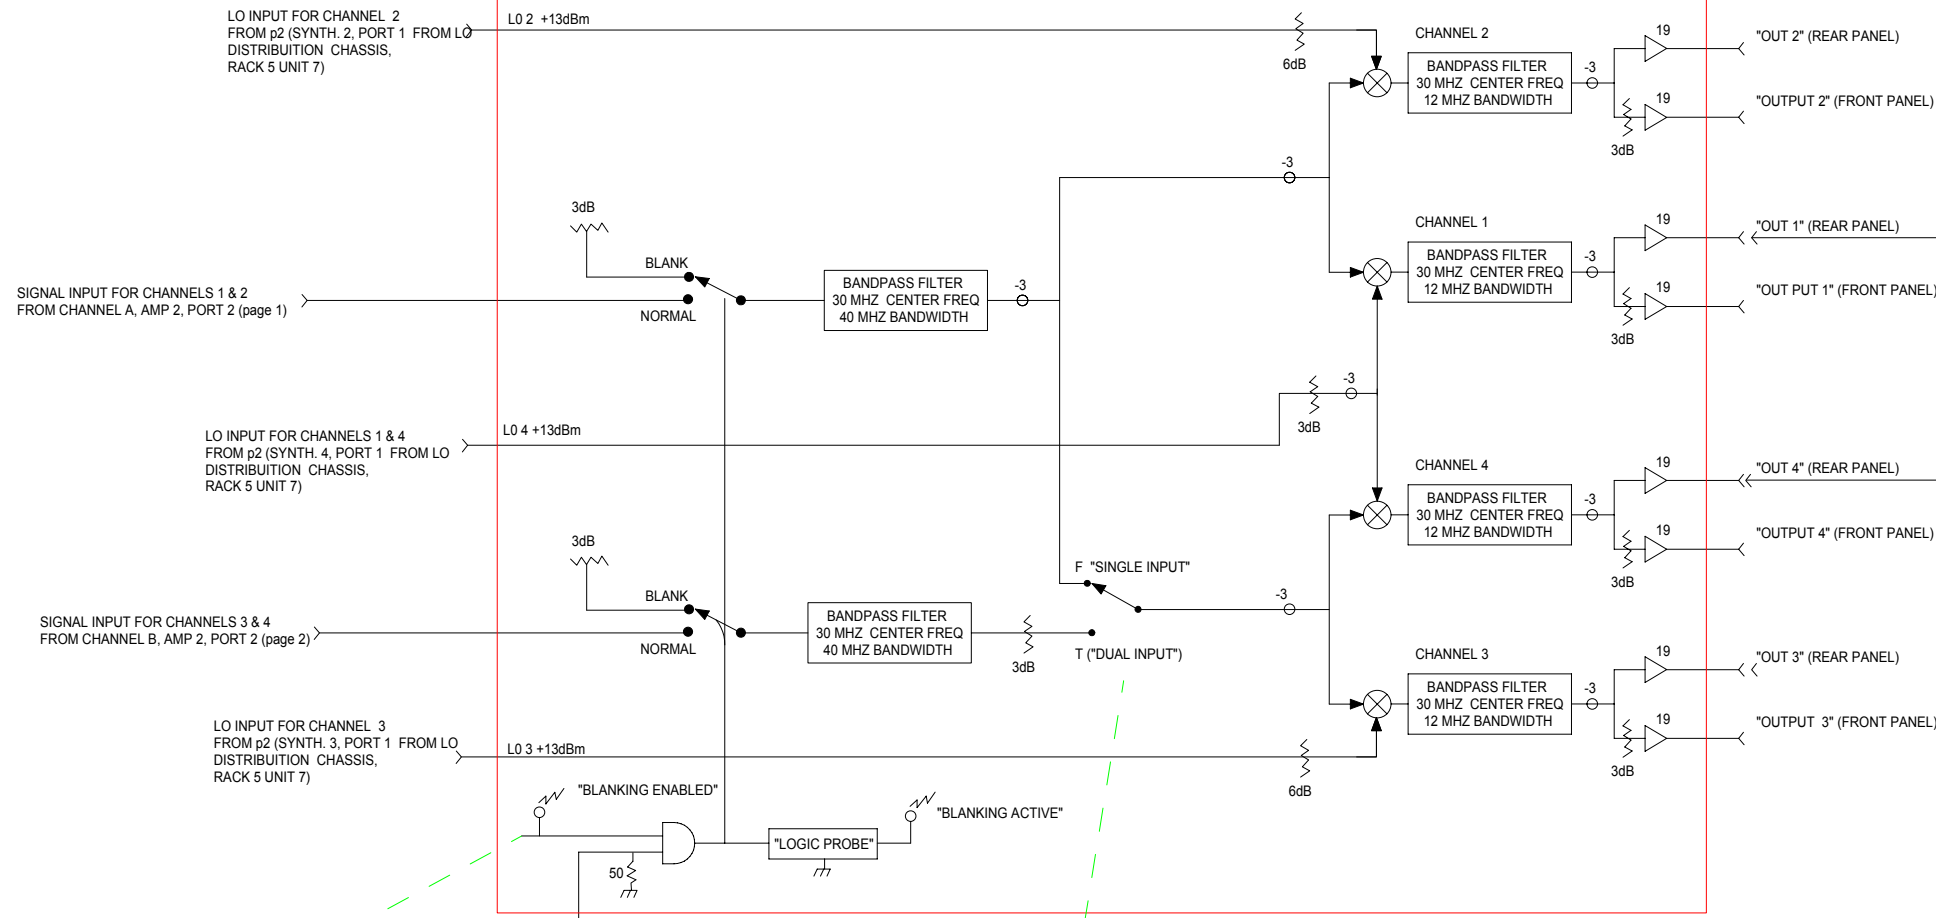 LO INPUT FOR CHANNEL 2
FROM p2 (SYNTH. 2, PORT 1 FROM LO
DISTRIBUITION CHASSIS,
RACK 5 UNIT 7)
L0 2 +13dBm
6dB
CHANNEL 2
BANDPASS FILTER
30 MHZ CENTER FREQ
12 MHZ BANDWIDTH
-3
19
"OUT 2" (REAR PANEL)
19
3dB
"OUTPUT 2" (FRONT PANEL)
-3
3dB
BLANK
NORMAL
SIGNAL INPUT FOR CHANNELS 1 & 2
FROM CHANNEL A, AMP 2, PORT 2 (page 1)
BANDPASS FILTER
30 MHZ CENTER FREQ
40 MHZ BANDWIDTH
-3
CHANNEL 1
BANDPASS FILTER
30 MHZ CENTER FREQ
12 MHZ BANDWIDTH
-3
19
"OUT 1" (REAR PANEL)
19
3dB
"OUT PUT 1" (FRONT PANEL)
LO INPUT FOR CHANNELS 1 & 4
FROM p2 (SYNTH. 4, PORT 1 FROM LO
DISTRIBUITION CHASSIS,
RACK 5 UNIT 7)
L0 4 +13dBm
3dB
-3
CHANNEL 4
BANDPASS FILTER
30 MHZ CENTER FREQ
12 MHZ BANDWIDTH
-3
19
"OUT 4" (REAR PANEL)
19
3dB
"OUTPUT 4" (FRONT PANEL)
3dB
BLANK
NORMAL
SIGNAL INPUT FOR CHANNELS 3 & 4
FROM CHANNEL B, AMP 2, PORT 2 (page 2)
BANDPASS FILTER
30 MHZ CENTER FREQ
40 MHZ BANDWIDTH
3dB
F "SINGLE INPUT"
T ("DUAL INPUT")
-3
CHANNEL 3
BANDPASS FILTER
30 MHZ CENTER FREQ
12 MHZ BANDWIDTH
-3
19
"OUT 3" (REAR PANEL)
19
3dB
"OUTPUT 3" (FRONT PANEL)
LO INPUT FOR CHANNEL 3
FROM p2 (SYNTH. 3, PORT 1 FROM LO
DISTRIBUITION CHASSIS,
RACK 5 UNIT 7)
L0 3 +13dBm
6dB
"BLANKING ENABLED"
50
"LOGIC PROBE"
"BLANKING ACTIVE"